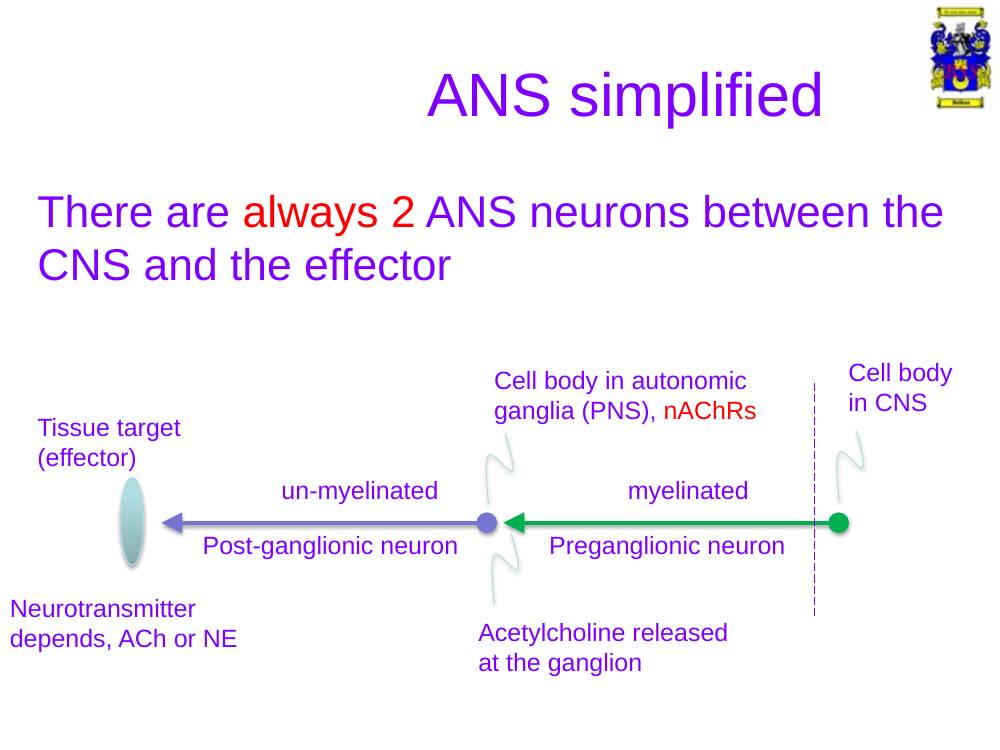 ANS simplified
There are always 2 ANS neurons between the
CNS and the effector
Cell body in autonomic
ganglia (PNS), nAChRs
Cell body
in CNS
Tissue target
(effector)
un-myelinated
myelinated
Post-ganglionic neuron
Preganglionic neuron
Neurotransmitter
depends, ACh or NE
Acetylcholine released
at the ganglion